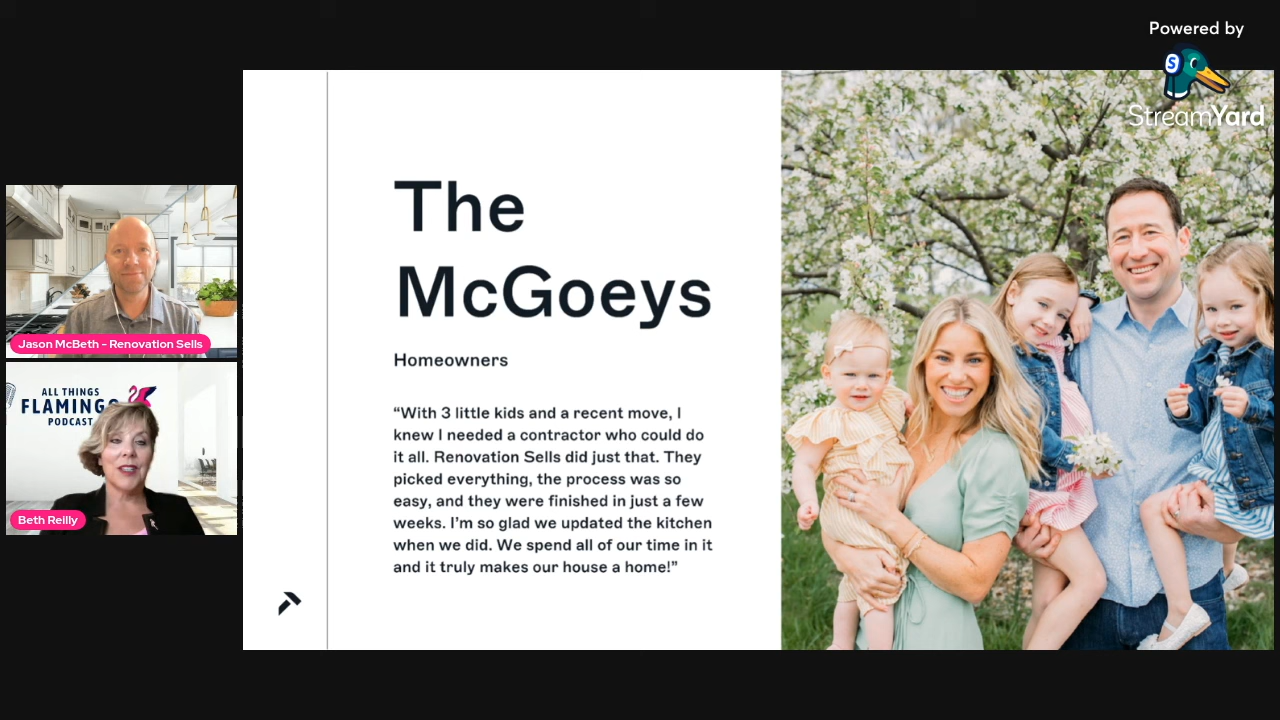 Powered by
S
StreamYard
The
McGoeys
Homeowners
“With 3 little kids and a recent move, I
knew I needed a contractor who could do
it all. Renovation Sells did just that. They
picked everything, the process was so
easy, and they were finished in just a few
weeks. I’m so glad we updated the kitchen
when we did. We spend all of our time in it
and it truly makes our house a home!”
Jason McBeth - Renovation Sells
ALL THINGS
FLAMINGO
PODCAST
Beth Reilly